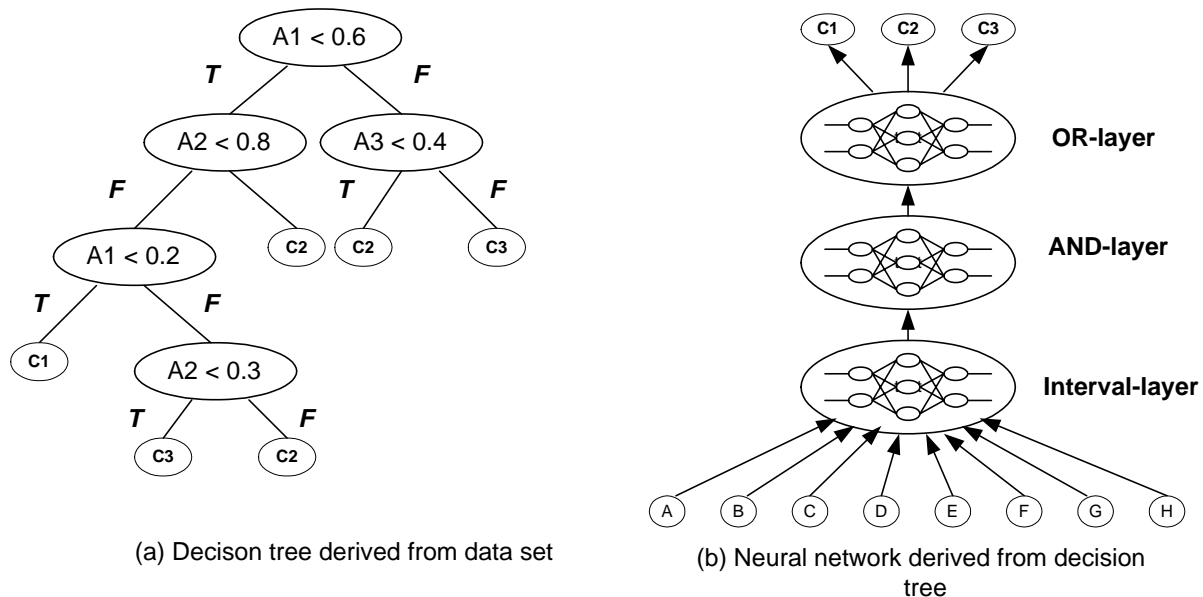 A1 < 0.6
T
F
A2 < 0.8
A3 < 0.4
F
T
F
A1 < 0.2
C2
C2
C3
T
F
C1
A2 < 0.3
T
F
C3
C2
(a) Decison tree derived from data set
C1
C2
C3
OR-layer
AND-layer
Interval-layer
A
B
C
D
E
F
G
H
(b) Neural network derived from decision
tree